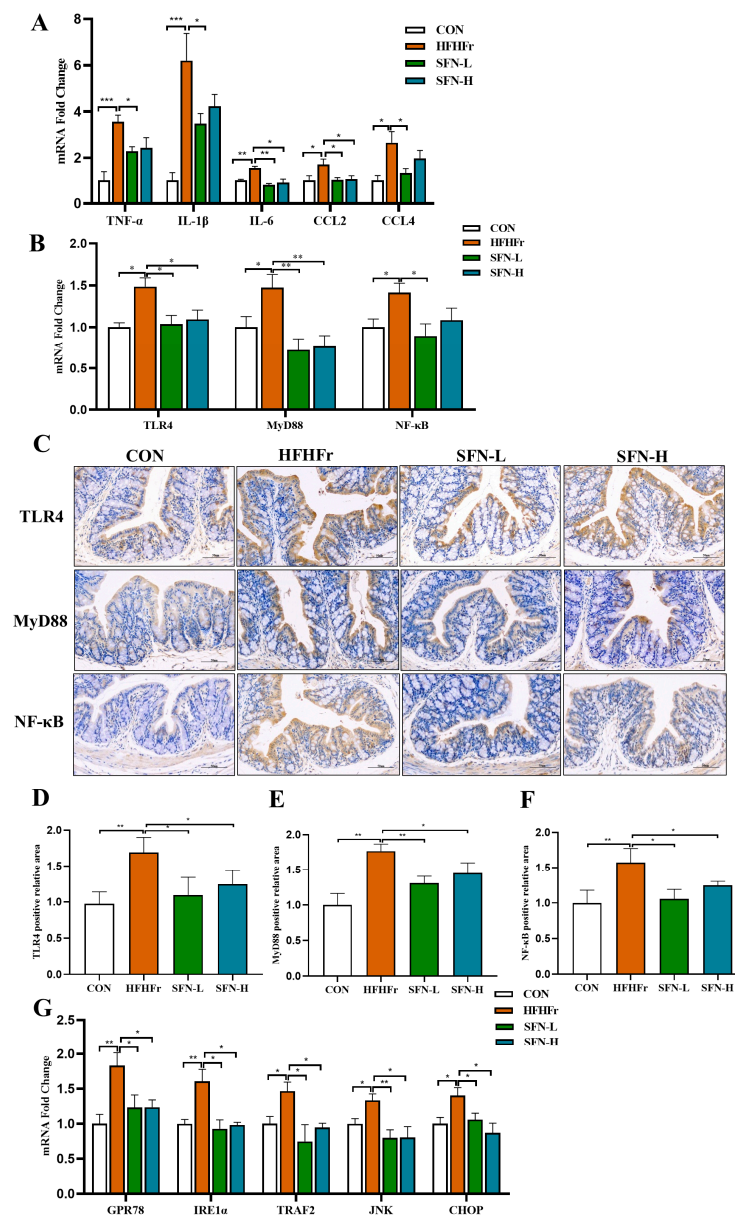 A
8
6
4
2
0
mRNA Fold Change
CON
HFHFr
SFN-L
SFN-H
***
*
***
*
**
**
*
*
*
*
*
*
TNF-α IL-1β IL-6 CCL2 CCL4
B
2.0
1.5
1.0
0.5
0.0
mRNA Fold Change
CON
HFHFr
SFN-L
SFN-H
*
*
*
*
**
**
*
*
TLR4 MyD88 NF-κB
C
CON HFHFr SFN-L SFN-H
TLR4
MyD88
NF-κB
D
2.0
1.5
1.0
0.5
0.0
TLR4 positive relative area
**
*
*
CON HFHFr SFN-L SFN-H
E
2.0
1.5
1.0
0.5
0.0
MyD88 positive relative area
**
**
*
CON HFHFr SFN-L SFN-H
F
2.0
1.5
1.0
0.5
0.0
NF-κB positive relative area
**
*
*
CON HFHFr SFN-L SFN-H
G
2.5
2.0
1.5
1.0
0.5
0.0
mRNA Fold Change
CON
HFHFr
SFN-L
SFN-H
**
*
*
**
*
*
*
*
*
*
**
*
*
*
*
GPR78 IRE1α TRAF2 JNK CHOP